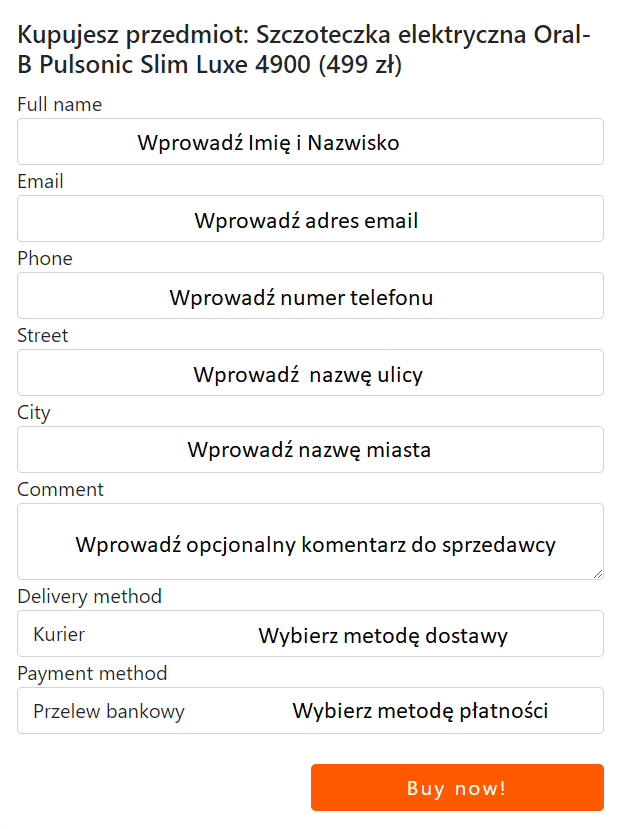 Kupujesz przedmiot: Szczoteczka elektryczna Oral-
B Pulsonic Slim Luxe 4900 (499 zł)
Full name
Wprowadź Imię i Nazwisko
Email
Wprowadź adres email
Phone
Wprowadź numer telefonu
Street
Wprowadź nazwę ulicy
City
Wprowadź nazwę miasta
Comment
Wprowadź opcjonalny komentarz do sprzedawcy
Delivery method
Kurier Wybierz metodę dostawy
Payment method
Przelew bankowy Wybierz metodę płatności
Buy now!